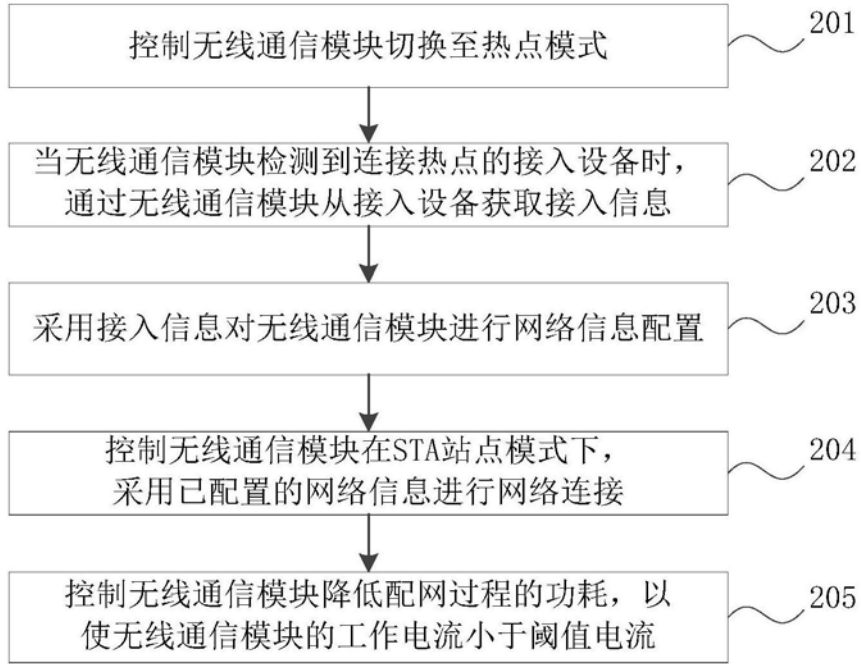 控制无线通信模块切换至热点模式
201
当无线通信模块检测到连接热点的接入设备时，
通过无线通信模块从接入设备获取接入信息
202
采用接入信息对无线通信模块进行网络信息配置
203
控制无线通信模块在STA站点模式下，
采用已配置的网络信息进行网络连接
204
控制无线通信模块降低配网过程的功耗，以
使无线通信模块的工作电流小于阈值电流
205